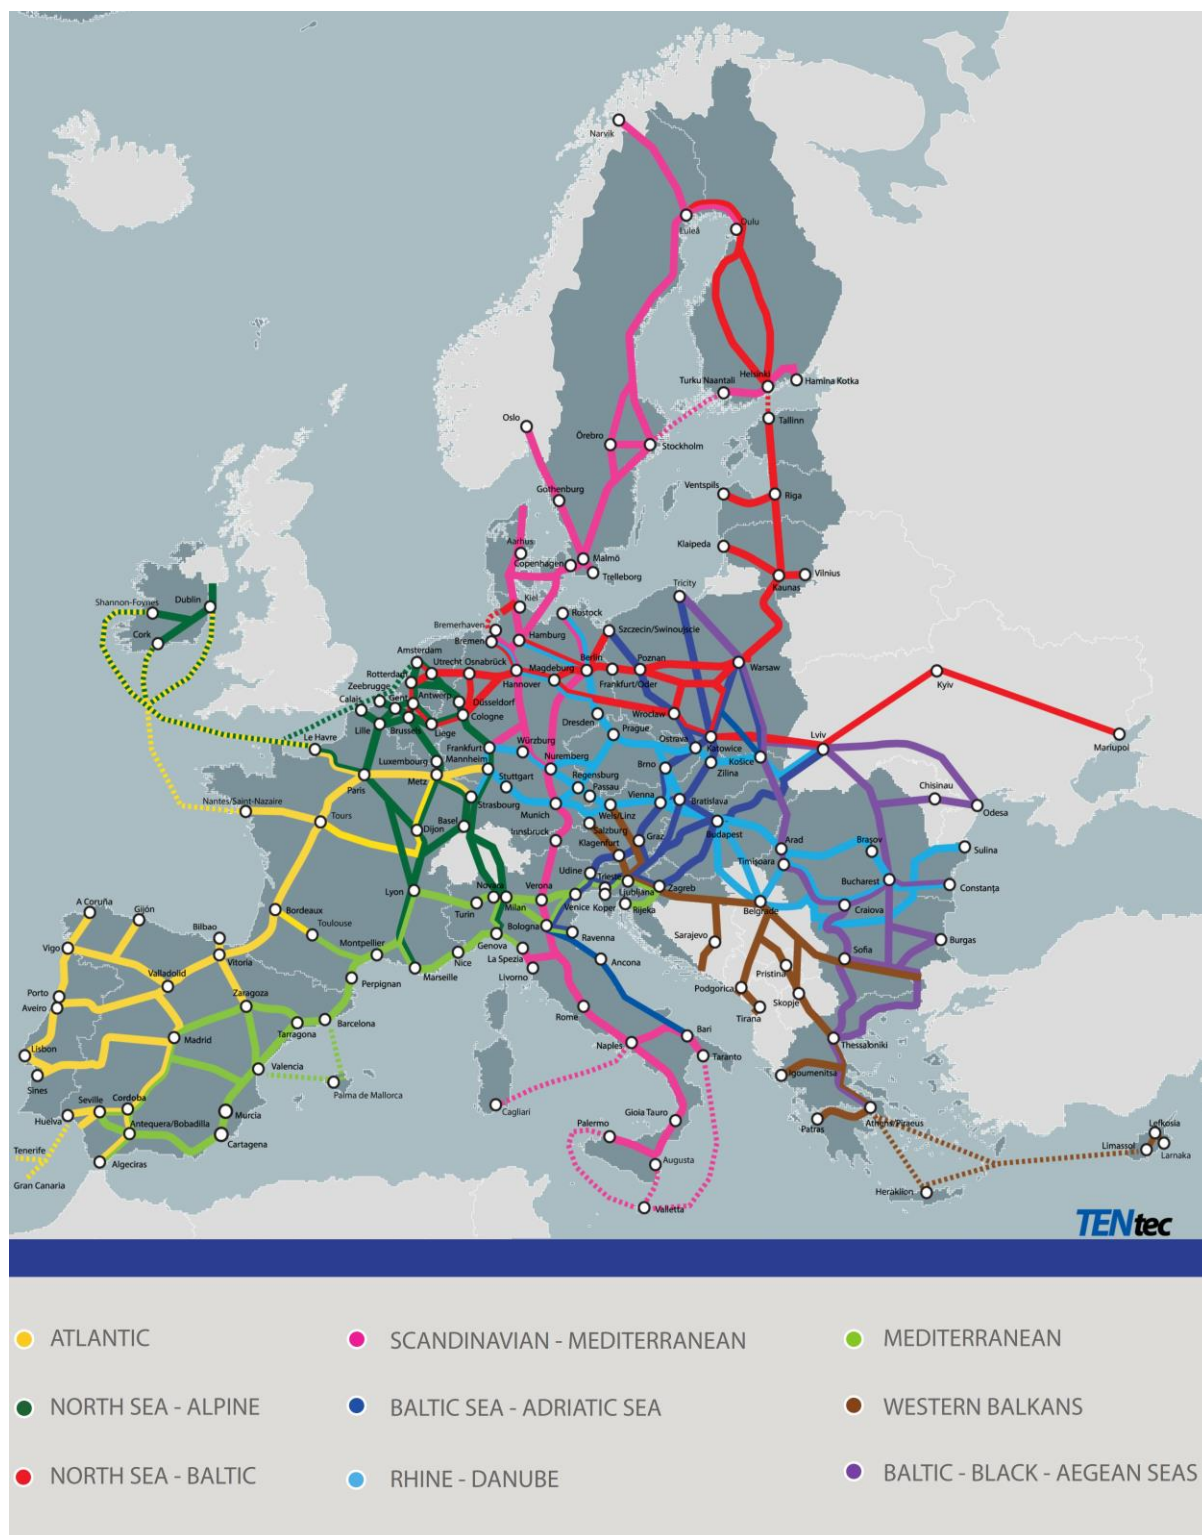 Narvik
Luleå
Oulu
Helsinki
Turku Naantali
Hamina Kotka
Oslo
Tallinn
Örebro
Stockholm
Ventspils
Riga
Gothenburg
Klaipeda
Aarhus
Malmö
Copenhagen
Vilnius
Trelleborg
Kaunas
Tricity
Shannon-Foynes
Dublin
Kiel
Rostock
Bremerhaven
Szczecin/Swinoujscie
Cork
Bremen
Hamburg
Amsterdam
Utrecht
Osnabrück
Magdeburg
Berlin
Poznan
Warsaw
Rotterdam
Hannover
Frankfurt/Oder
Kyiv
Zeebrugge
Calais
Gent
Antwerp
Düsseldorf
Cologne
Wroclaw
Dresden
Lille
Brussels
Liège
Prague
Ostrava
Katowice
Lviv
Mariupol
Le Havre
Frankfurt
Würzburg
Luxembourg
Mannheim
Nuremberg
Brno
Zilina
Košice
Metz
Stuttgart
Regensburg
Passau
Paris
Strasbourg
Vienna
Bratislava
Chisinau
Odesa
Nantes/Saint-Nazaire
Tours
Munich
Wels/Linz
Salzburg
Basel
Dijon
Innsbruck
Graz
Budapest
Klagenfurt
Arad
Brașov
Sulina
Udine
Timișoara
Lyon
Novara
Verona
Trieste
Ljubljana
Zagreb
Bucharest
Constanța
Milan
Venice
Koper
Rijeka
Belgrade
Craiova
A Coruña
Gijón
Bordeaux
Turin
Bologna
Toulouse
Bilbao
Genova
Ravenna
Sarajevo
Burgas
Vigo
Vitoria
Montpellier
Nice
La Spezia
Sofia
Marseille
Livorno
Ancona
Pristina
Valladolid
Perpignan
Podgorica
Skopje
Porto
Aveiro
Zaragoza
Tirana
Rome
Barcelona
Tarragona
Madrid
Bari
Naples
Thessaloniki
Lisbon
Taranto
Sines
Valencia
Igoumenitsa
Palma de Mallorca
Seville
Cordoba
Cagliari
Huelva
Murcia
Gioia Tauro
Patras
Athens/Piraeus
Antequera/Bobadilla
Cartagena
Palermo
Lefkosia
Limassol
Larnaka
Tenerife
Algeciras
Augusta
Gran Canaria
Heraklion
Valletta
TENtec
ATLANTIC
SCANDINAVIAN - MEDITERRANEAN
MEDITERRANEAN
NORTH SEA - ALPINE
BALTIC SEA - ADRIATIC SEA
WESTERN BALKANS
NORTH SEA - BALTIC
RHINE - DANUBE
BALTIC - BLACK - AEGEAN SEAS